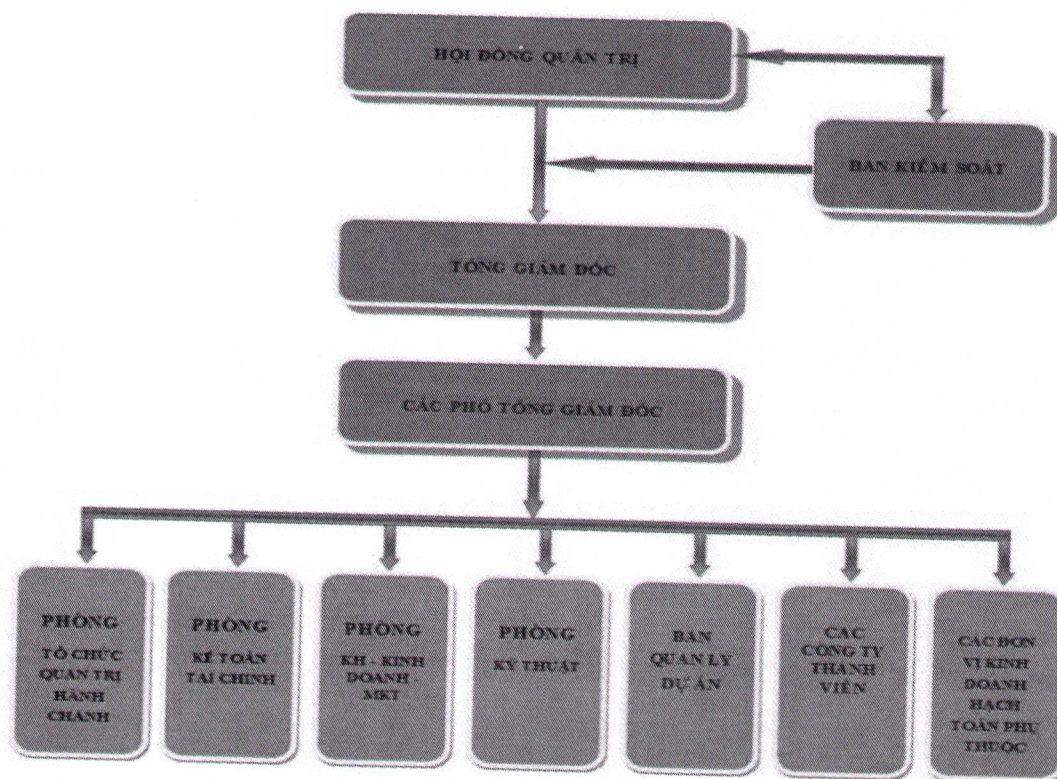 HỘI ĐỒNG QUẢN TRỊ
BAN KIỂM SOÁT
TỔNG GIÁM ĐỐC
CÁC PHÓ TỔNG GIÁM ĐỐC
PHÒNG
TỔ CHỨC
QUẢN TRỊ
HÀNH
CHÁNH
PHÒNG
KẾ TOÁN
TÀI CHÍNH
PHÒNG
KH - KINH
DOANH -
MKT
PHÒNG
KỸ THUẬT
BAN
QUẢN LÝ
DỰ ÁN
CÁC
CÔNG TY
THÀNH
VIÊN
CÁC ĐƠN
VỊ KINH
DOANH
HẠCH
TOÁN PHỤ
THUỘC